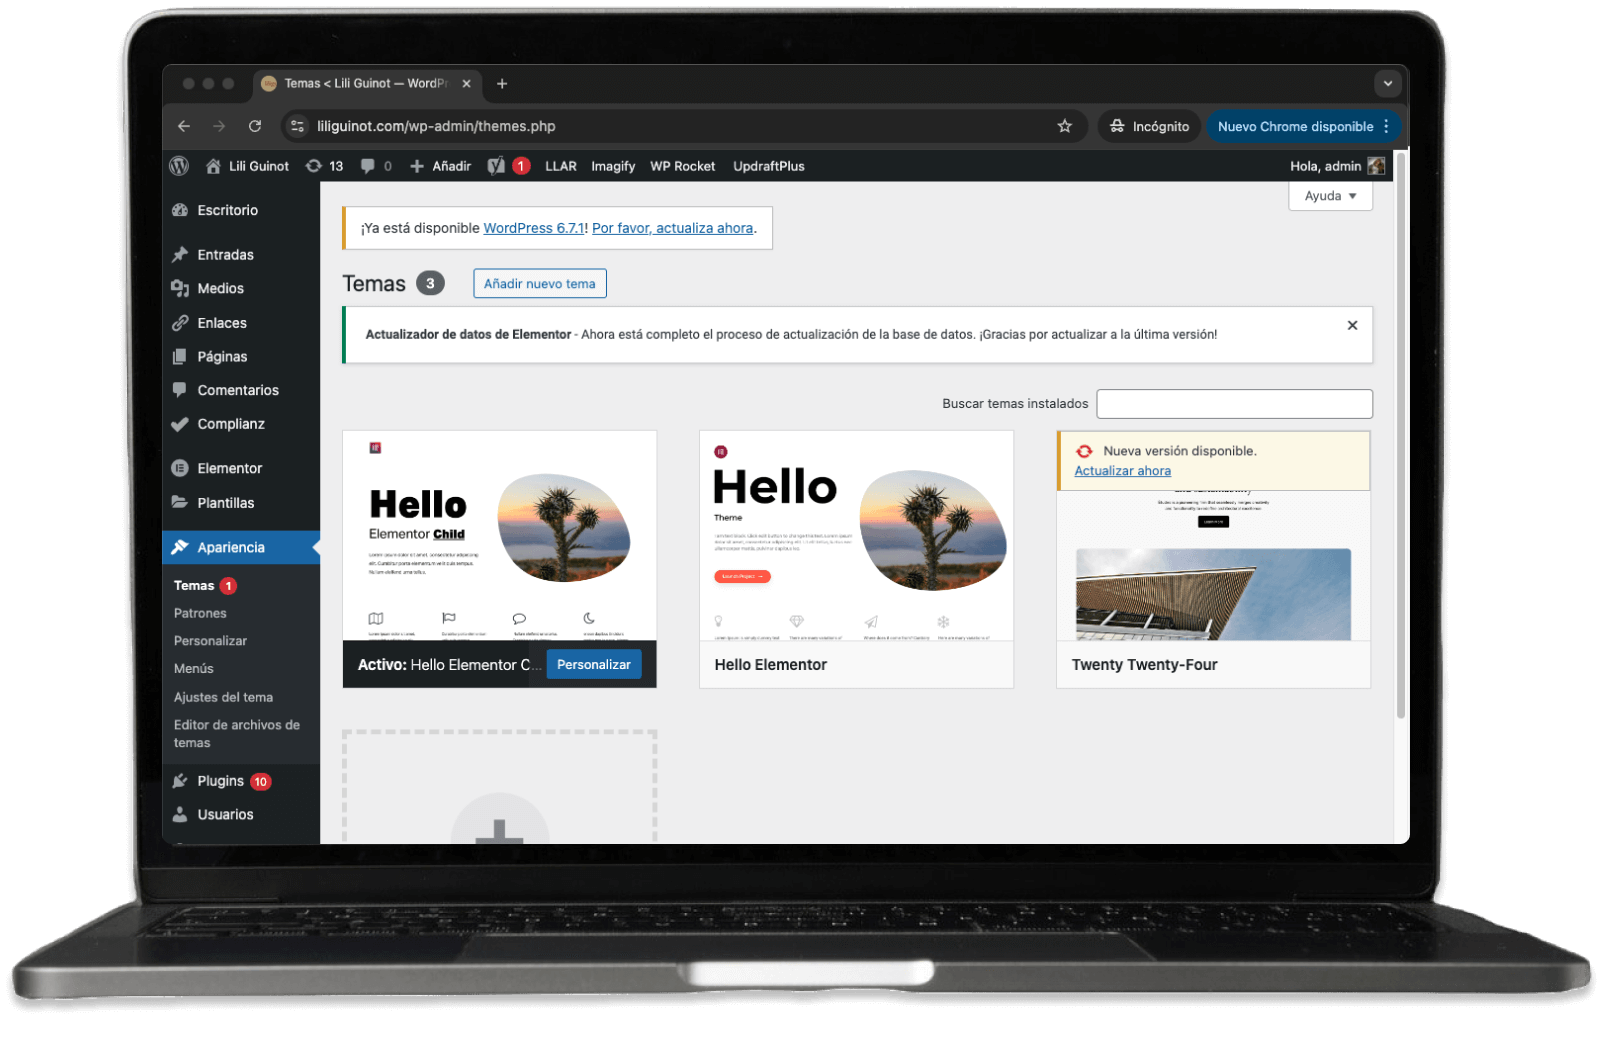 Temas < Lili Guinot — WordPr
liliguinot.com/wp-admin/themes.php
Incógnito
Nuevo Chrome disponible
Lili Guinot
13
0
Añadir
1
LLAR
Imagify
WP Rocket
UpdraftPlus
Hola, admin
Ayuda
Escritorio
Entradas
Medios
Enlaces
Páginas
Comentarios
Complianz
Elementor
Plantillas
Apariencia
Temas 1
Patrones
Personalizar
Menús
Ajustes del tema
Editor de archivos de
temas
Plugins 10
Usuarios
¡Ya está disponible WordPress 6.7.1! Por favor, actualiza ahora.
Temas 3
Añadir nuevo tema
Actualizador de datos de Elementor - Ahora está completo el proceso de actualización de la base de datos. ¡Gracias por actualizar a la última versión!
Buscar temas instalados
Hello
Elementor Child
Activo: Hello Elementor C...
Personalizar
Hello
Theme
Hello Elementor
Nueva versión disponible.
Actualizar ahora
Twenty Twenty-Four